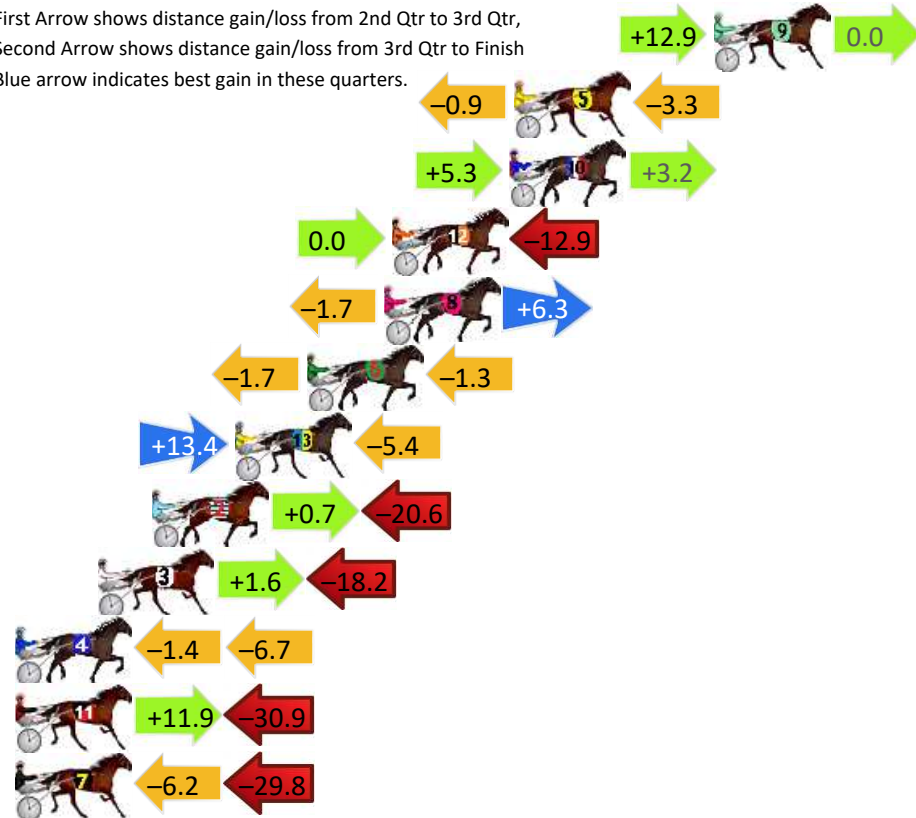 First Arrow shows distance gain/loss from 2nd Qtr to 3rd Qtr,
Second Arrow shows distance gain/loss from 3rd Qtr to Finish
Blue arrow indicates best gain in these quarters.
+12.9 9 0.0
–0.9 5 –3.3
+5.3 10 +3.2
0.0 12 –12.9
–1.7 8 +6.3
–1.7 6 –1.3
+13.4 13 –5.4
2 +0.7 –20.6
3 +1.6 –18.2
4 –1.4 –6.7
11 +11.9 –30.9
7 –6.2 –29.8